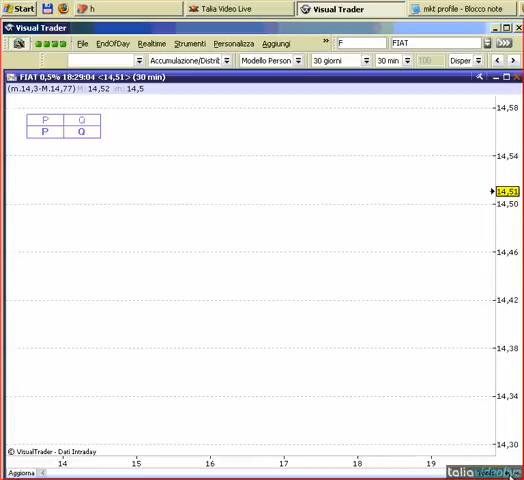 Start h Talia Video Live Visual Trader mkt profile - Blocco note
Visual Trader
File EndOfDay Realtime Strumenti Personalizza Aggiungi » F FIAT
Accumulazione/Distrib Modello Person 30 giorni 30 min 100 Disper
FIAT 0,5% 18:29:04 <14,51> (30 min)
(m.14,3-M.14,77) M 14,52 m 14,5
14,58
P Q
P Q
14,54
14,51
14,50
14,46
14,42
14,38
14,34
14,30
© VisualTrader - Dati Intraday
14 15 16 17 18 19
Aggiorna